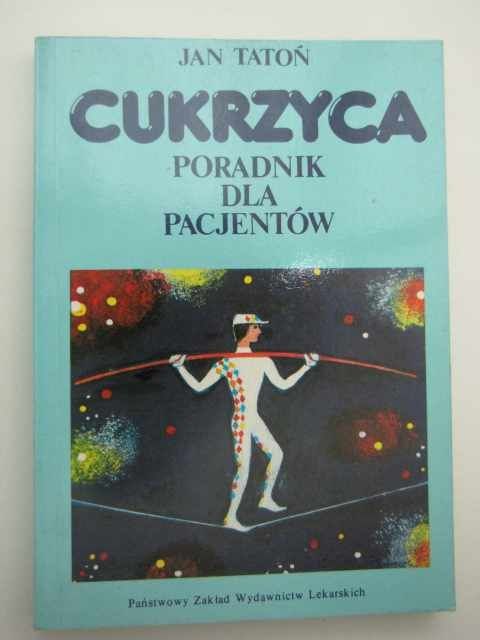 JAN TATOŃ
CUKRZYCA
PORADNIK
DLA
PACJENTÓW
Państwowy Zakład Wydawnictw Lekarskich